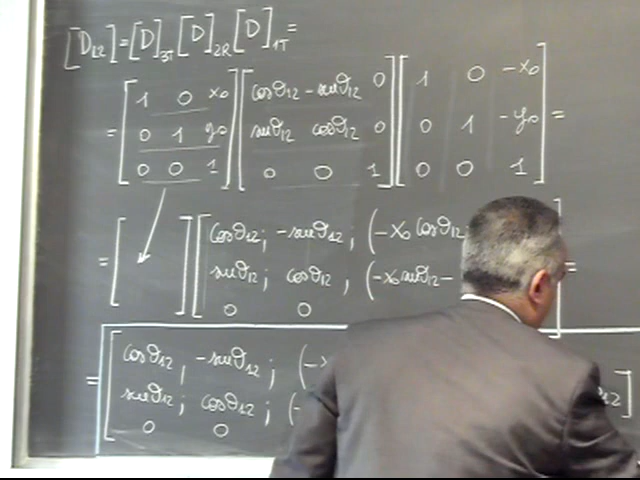 [D₁₂] = [D]₃T [D]₂R [D]₁T =
= [1 0 x₀] [cosϑ₁₂ -senϑ₁₂ 0] [1 0 -x₀]
[0 1 y₀] [senϑ₁₂ cosϑ₁₂ 0] [0 1 -y₀] =
[0 0 1] [0 0 1] [0 0 1]
cosϑ₁₂; -senϑ₁₂; (-x₀ cosϑ₁₂
= [ ] [senϑ₁₂; cosϑ₁₂, (-x₀ senϑ₁₂ - =
0 0
cosϑ₁₂, -senϑ₁₂; (-x
= senϑ₁₂; cosϑ₁₂; (- ₁₂]
0 0